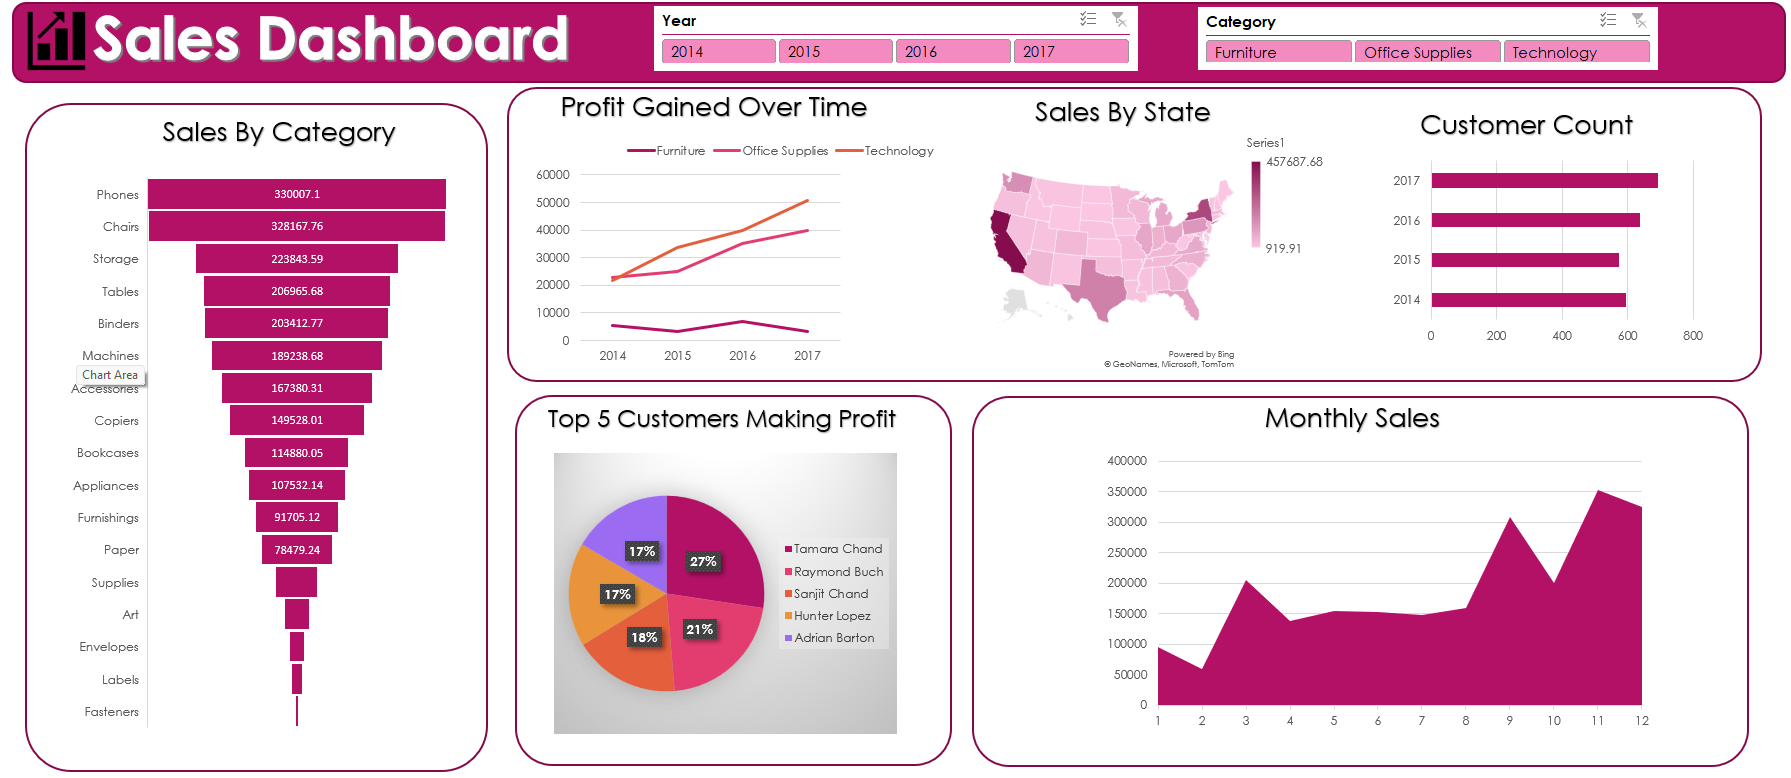 Sales Dashboard
Year
2014 2015 2016 2017
Category
Furniture Office Supplies Technology
Sales By Category
Phones 330007.1
Chairs 328167.76
Storage 223843.59
Tables 206965.68
Binders 203412.77
Machines 189238.68
Chart Area
Accessories 167380.31
Copiers 149528.01
Bookcases 114880.05
Appliances 107532.14
Furnishings 91705.12
Paper 78479.24
Supplies
Art
Envelopes
Labels
Fasteners
Profit Gained Over Time
Furniture Office Supplies Technology
60000
50000
40000
30000
20000
10000
0
2014 2015 2016 2017
Sales By State
Series1
457687.68
919.91
Powered by Bing
© GeoNames, Microsoft, TomTom
Customer Count
2017
2016
2015
2014
0 200 400 600 800
Top 5 Customers Making Profit
27%
21%
18%
17%
17%
Tamara Chand
Raymond Buch
Sanjit Chand
Hunter Lopez
Adrian Barton
Monthly Sales
400000
350000
300000
250000
200000
150000
100000
50000
0
1 2 3 4 5 6 7 8 9 10 11 12